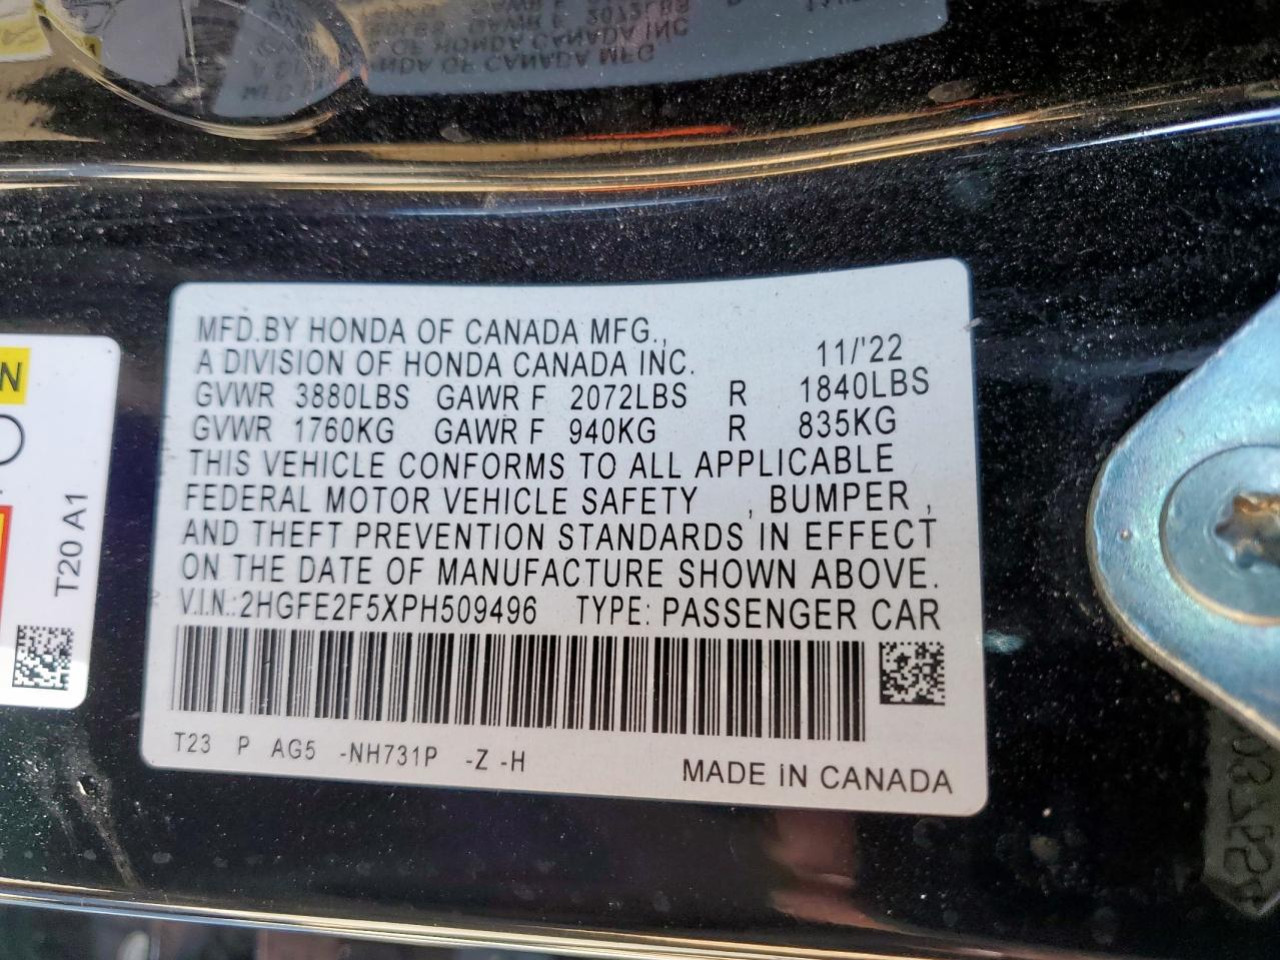 MFD.BY HONDA OF CANADA MFG.,
A DIVISION OF HONDA CANADA INC. 11/'22
GVWR 3880LBS GAWR F 2072LBS R 1840LBS
GVWR 1760KG GAWR F 940KG R 835KG
THIS VEHICLE CONFORMS TO ALL APPLICABLE
FEDERAL MOTOR VEHICLE SAFETY , BUMPER ,
AND THEFT PREVENTION STANDARDS IN EFFECT
ON THE DATE OF MANUFACTURE SHOWN ABOVE.
V.I.N.:2HGFE2F5XPH509496 TYPE: PASSENGER CAR
T23 P AG5 -NH731P -Z -H
MADE iN CANADA
T20 A1